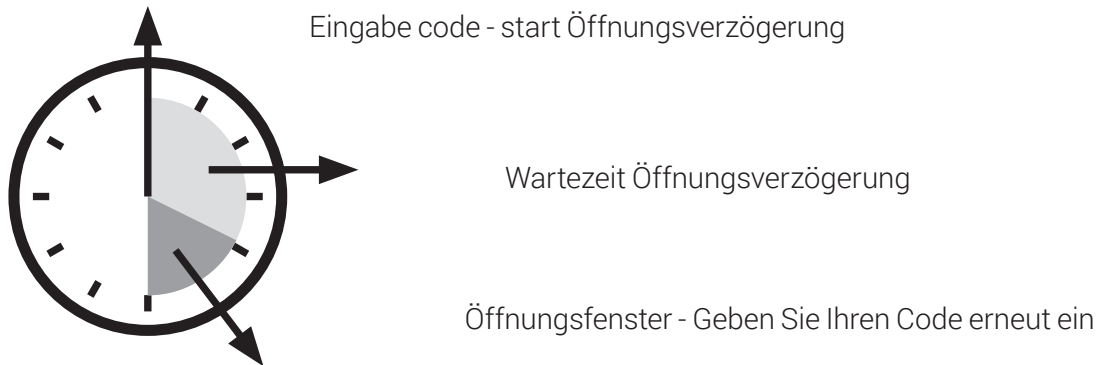 Eingabe code - start Öffnungsverzögerung
Wartezeit Öffnungsverzögerung
Öffnungsfenster - Geben Sie Ihren Code erneut ein